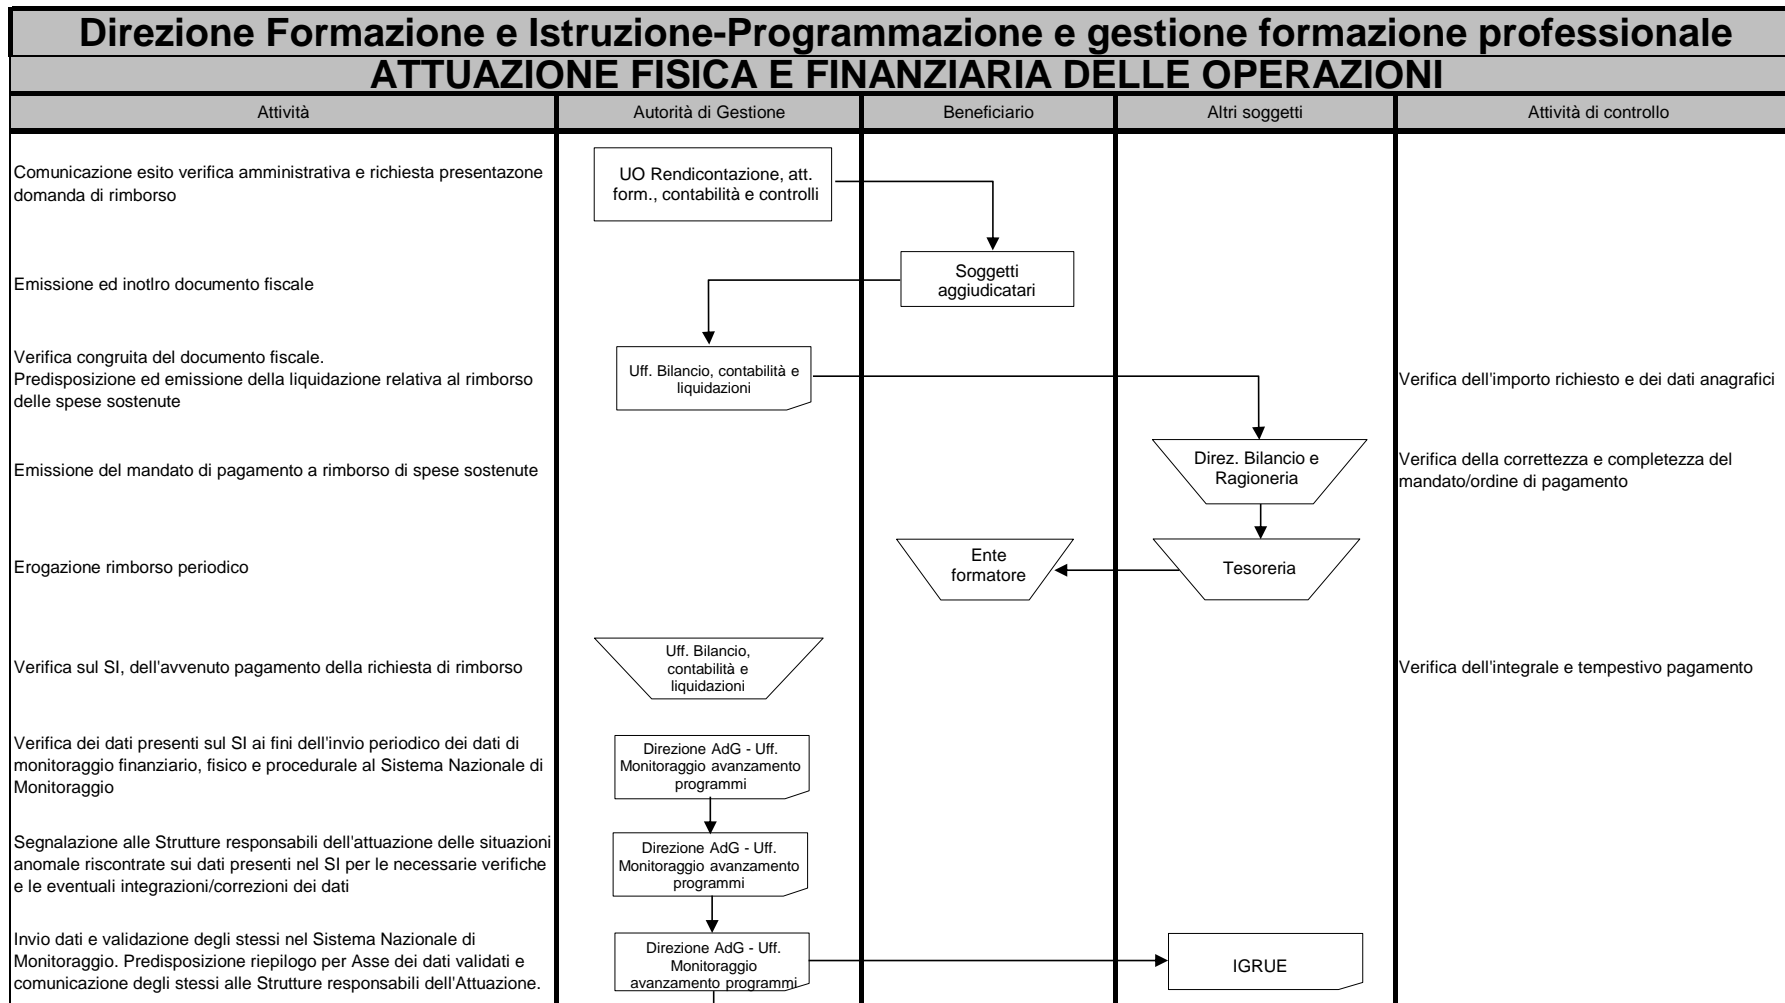 Direzione Formazione e Istruzione-Programmazione e gestione formazione professionale
ATTUAZIONE FISICA E FINANZIARIA DELLE OPERAZIONI
Attività
Autorità di Gestione
Beneficiario
Altri soggetti
Attività di controllo
Comunicazione esito verifica amministrativa e richiesta presentazone
domanda di rimborso
UO Rendicontazione, att.
form., contabilità e controlli
Emissione ed inotlro documento fiscale
Soggetti
aggiudicatari
Verifica congruita del documento fiscale.
Predisposizione ed emissione della liquidazione relativa al rimborso
delle spese sostenute
Uff. Bilancio, contabilità e
liquidazioni
Verifica dell'importo richiesto e dei dati anagrafici
Emissione del mandato di pagamento a rimborso di spese sostenute
Direz. Bilancio e
Ragioneria
Verifica della correttezza e completezza del
mandato/ordine di pagamento
Erogazione rimborso periodico
Ente
formatore
Tesoreria
Verifica sul SI, dell'avvenuto pagamento della richiesta di rimborso
Uff. Bilancio,
contabilità e
liquidazioni
Verifica dell'integrale e tempestivo pagamento
Verifica dei dati presenti sul SI ai fini dell'invio periodico dei dati di
monitoraggio finanziario, fisico e procedurale al Sistema Nazionale di
Monitoraggio
Direzione AdG - Uff.
Monitoraggio avanzamento
programmi
Segnalazione alle Strutture responsabili dell'attuazione delle situazioni
anomale riscontrate sui dati presenti nel SI per le necessarie verifiche
e le eventuali integrazioni/correzioni dei dati
Direzione AdG - Uff.
Monitoraggio avanzamento
programmi
Invio dati e validazione degli stessi nel Sistema Nazionale di
Monitoraggio. Predisposizione riepilogo per Asse dei dati validati e
comunicazione degli stessi alle Strutture responsabili dell'Attuazione.
Direzione AdG - Uff.
Monitoraggio
avanzamento programmi
IGRUE